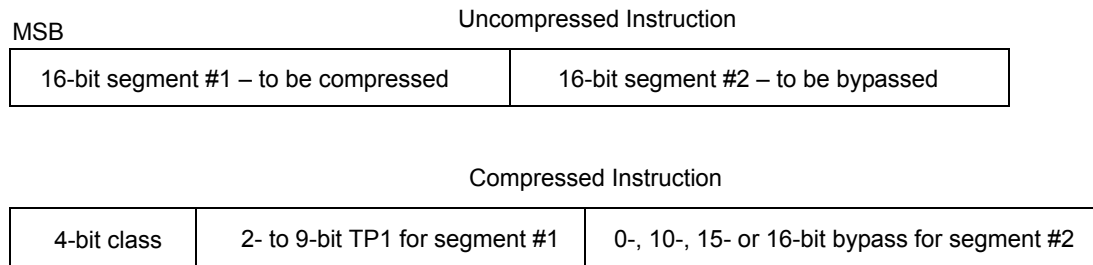 Uncompressed Instruction
MSB
16-bit segment #1 – to be compressed
16-bit segment #2 – to be bypassed
Compressed Instruction
4-bit class
2- to 9-bit TP1 for segment #1
0-, 10-, 15- or 16-bit bypass for segment #2